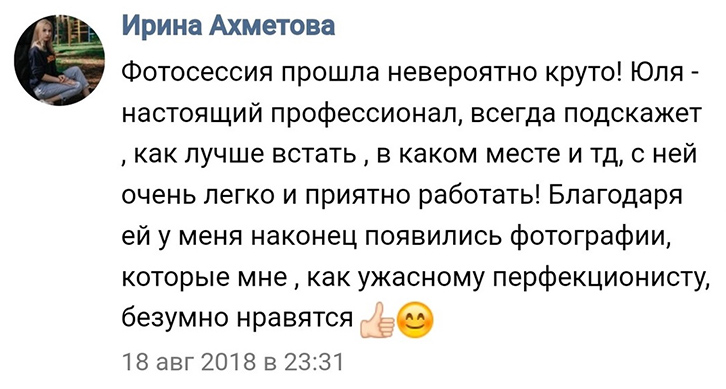 Ирина Ахметова
Фотосессия прошла невероятно круто! Юля -
настоящий профессионал, всегда подскажет
, как лучше встать , в каком месте и тд, с ней
очень легко и приятно работать! Благодаря
ей у меня наконец появились фотографии,
которые мне , как ужасному перфекционисту,
безумно нравятся 👍🏻😊
18 авг 2018 в 23:31